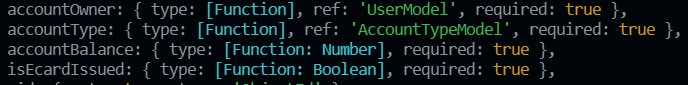 accountOwner: { type: [Function], ref: 'UserModel', required: true },
accountType: { type: [Function], ref: 'AccountTypeModel', required: true },
accountBalance: { type: [Function: Number], required: true },
isEcardIssued: { type: [Function: Boolean], required: true },